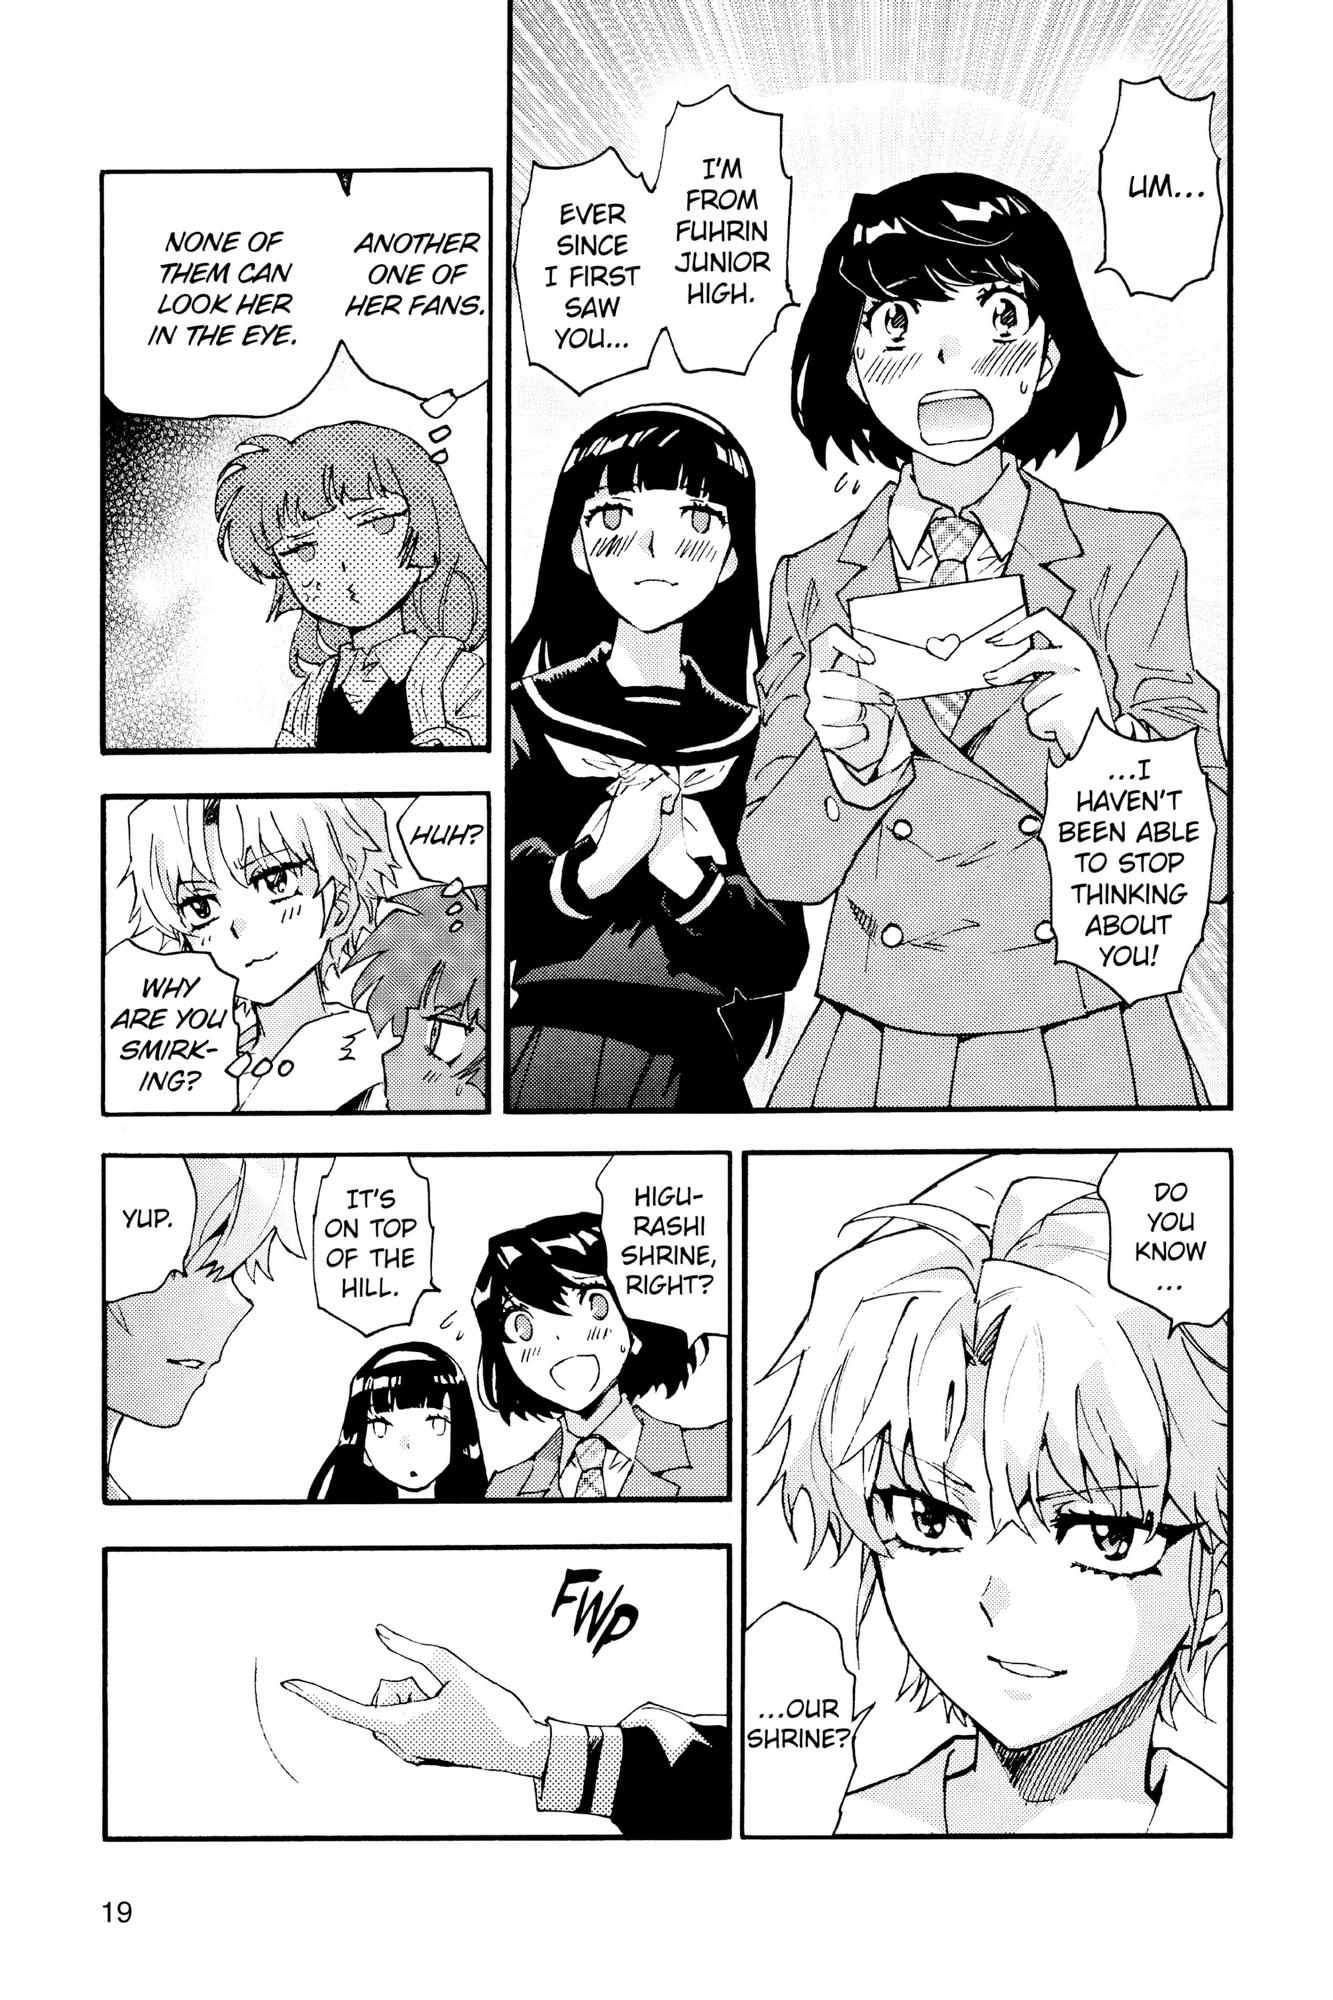 UM...
I'M
FROM
FUHRIN
JUNIOR
HIGH.
EVER
SINCE
I FIRST
SAW
YOU...
...I
HAVEN'T
BEEN ABLE
TO STOP
THINKING
ABOUT
YOU!
ANOTHER
ONE OF
HER FANS.
NONE OF
THEM CAN
LOOK HER
IN THE EYE.
HUH?
WHY
ARE YOU
SMIRK-
ING?
DO
YOU
KNOW
...
...OUR
SHRINE?
HIGU-
RASHI
SHRINE,
RIGHT?
IT'S
ON TOP
OF THE
HILL.
YUP.
FWP
19